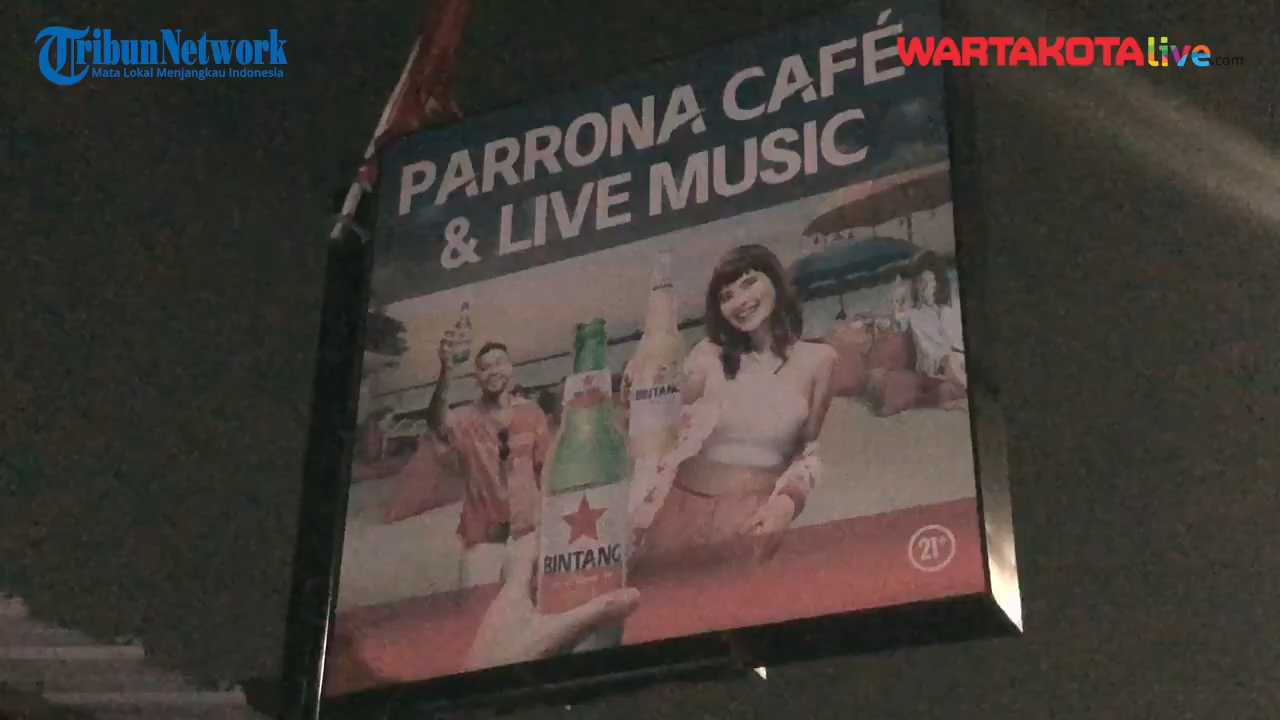 TribunNetwork
Mata Lokal Menjangkau Indonesia
WARTAKOTAlive.com
PARRONA CAFÉ
& LIVE MUSIC
BINTANG
BINTANG
21+